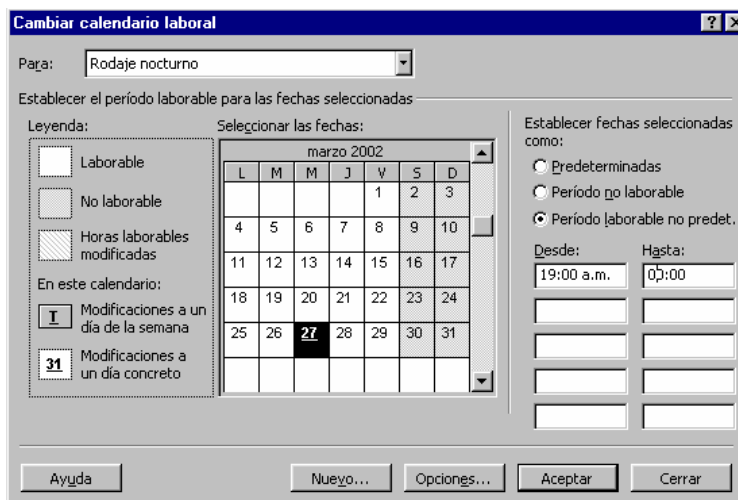 Cambiar calendario laboral
Para: Rodaje nocturno
Establecer el período laborable para las fechas seleccionadas
Leyenda:
Laborable
No laborable
Horas laborables
modificadas
En este calendario:
T Modificaciones a un
día de la semana
31 Modificaciones a
un día concreto
Seleccionar las fechas:
marzo 2002
L M M J V S D
1 2 3
4 5 6 7 8 9 10
11 12 13 14 15 16 17
18 19 20 21 22 23 24
25 26 27 28 29 30 31
Establecer fechas seleccionadas
como:
Predeterminadas
Período no laborable
Período laborable no predet.
Desde: Hasta:
19:00 a.m. 00:00
Ayuda Nuevo... Opciones... Aceptar Cerrar